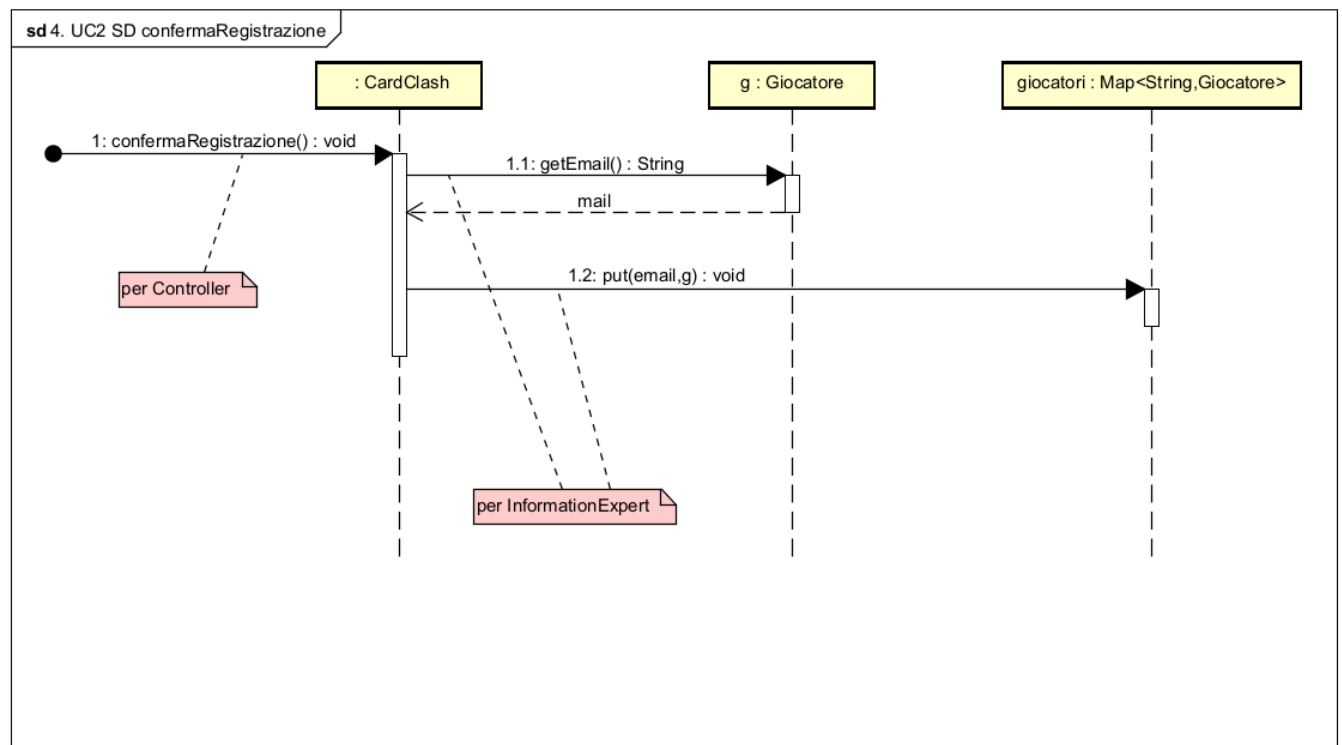 sd 4. UC2 SD confermaRegistrazione
: CardClash
g : Giocatore
giocatori : Map<String,Giocatore>
1: confermaRegistrazione() : void
1.1: getEmail() : String
mail
1.2: put(email,g) : void
per Controller
per InformationExpert